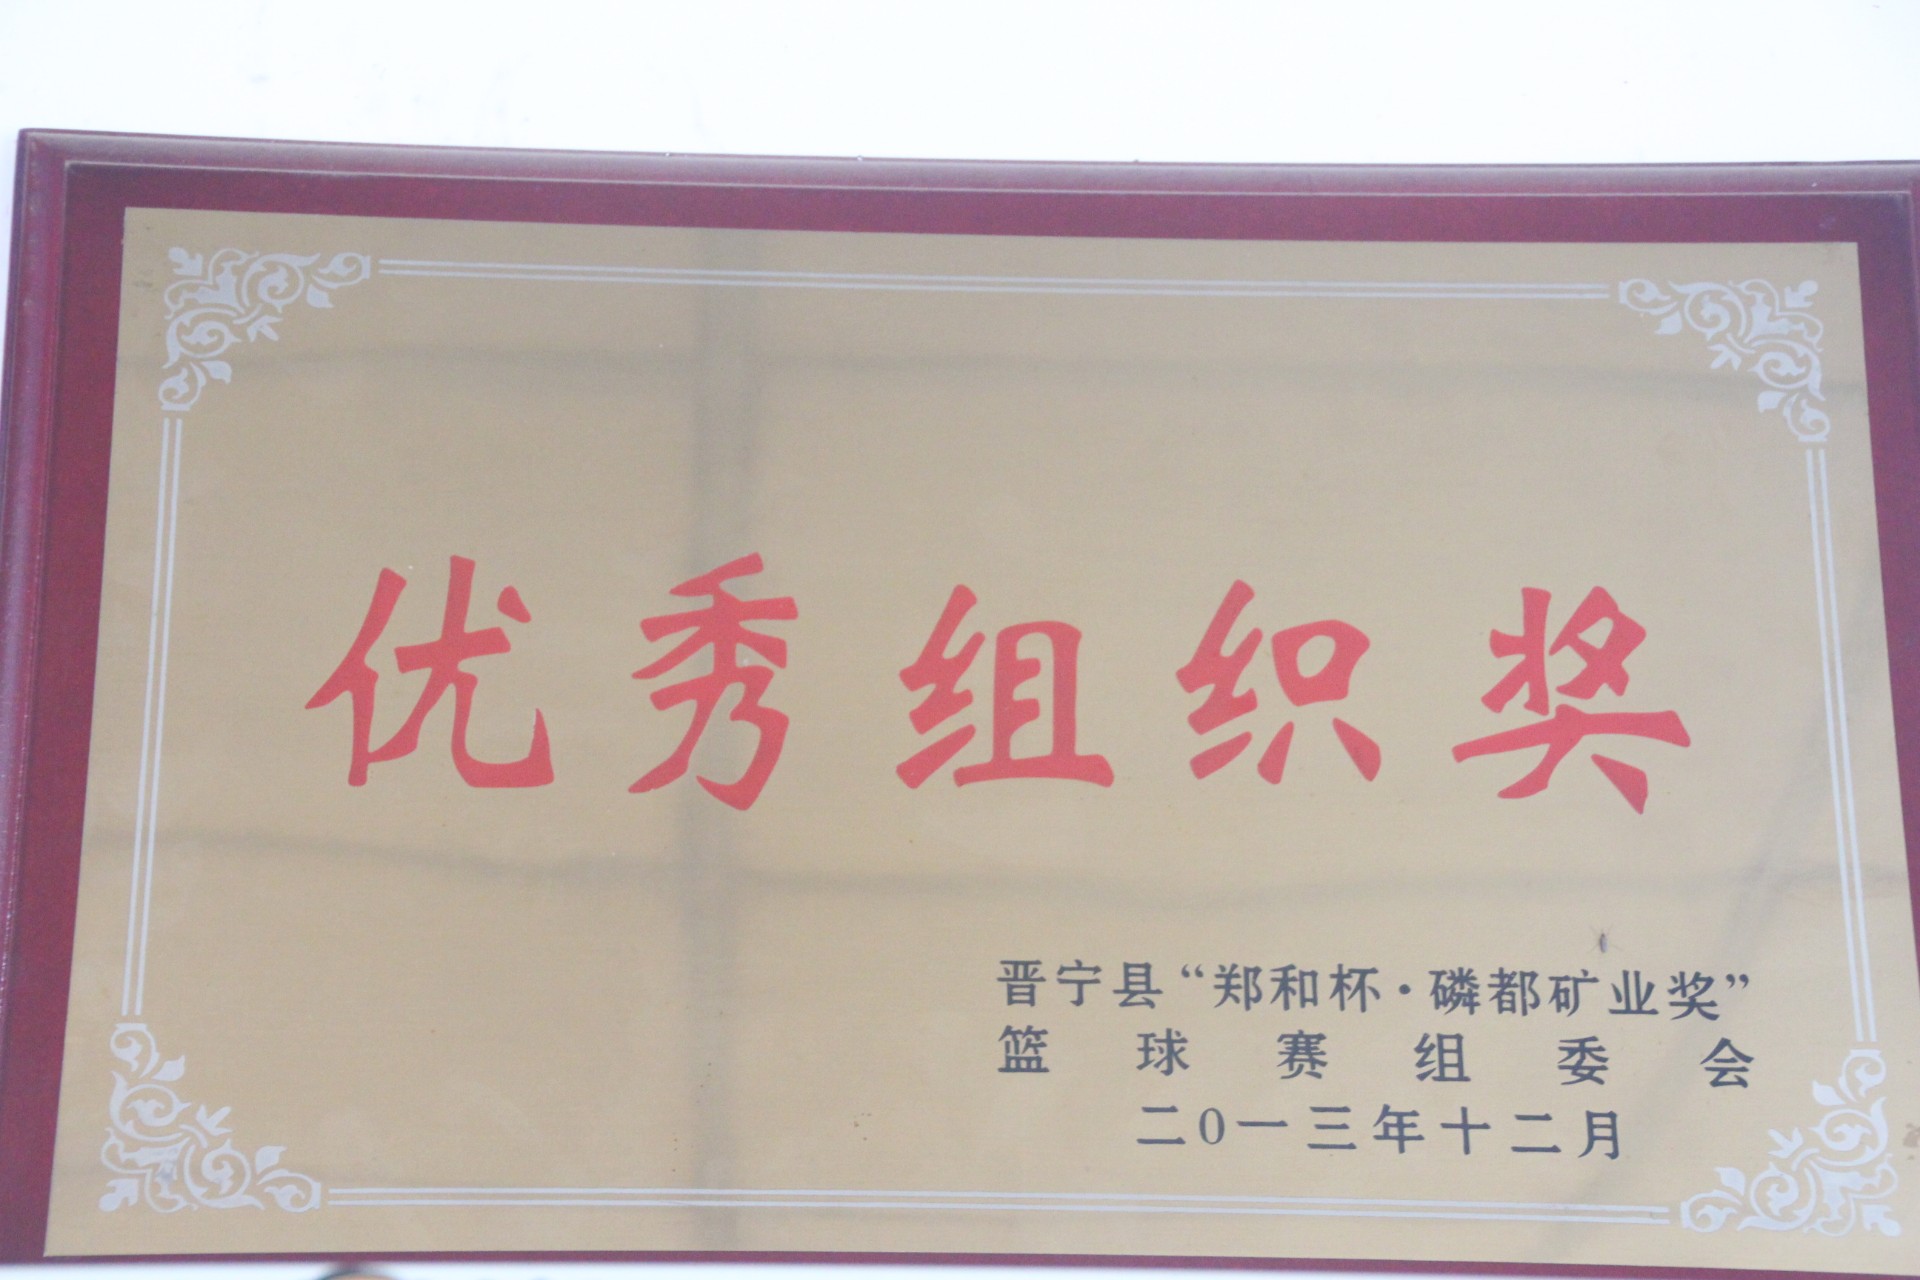 优秀组织奖
晋宁县“郑和杯·磷都矿业奖”
篮球赛组委会
二0一三年十二月